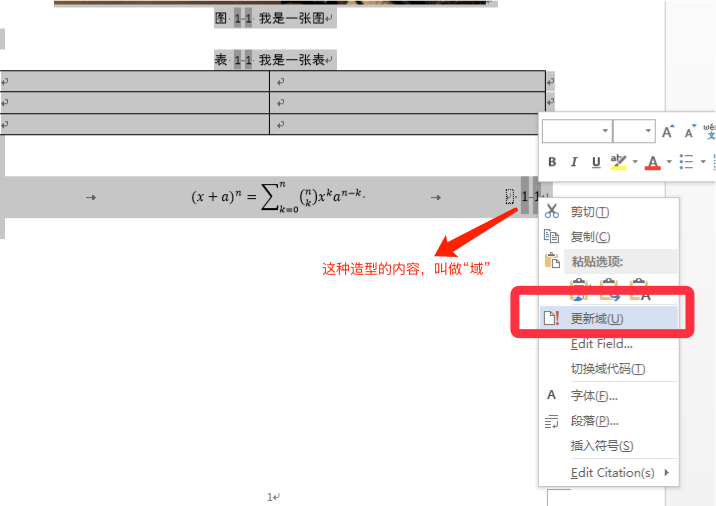 图 1-1 我是一张图
表 1-1 我是一张表
(x + a)^n = ∑_{k=0}^{n} (n k) x^k a^{n−k}
1-1
这种造型的内容，叫做“域”
A A wén 文
B I U aby A
剪切(T)
复制(C)
粘贴选项:
更新域(U)
Edit Field...
切换域代码(T)
A 字体(F)...
段落(P)...
插入符号(S)
Edit Citation(s)
1